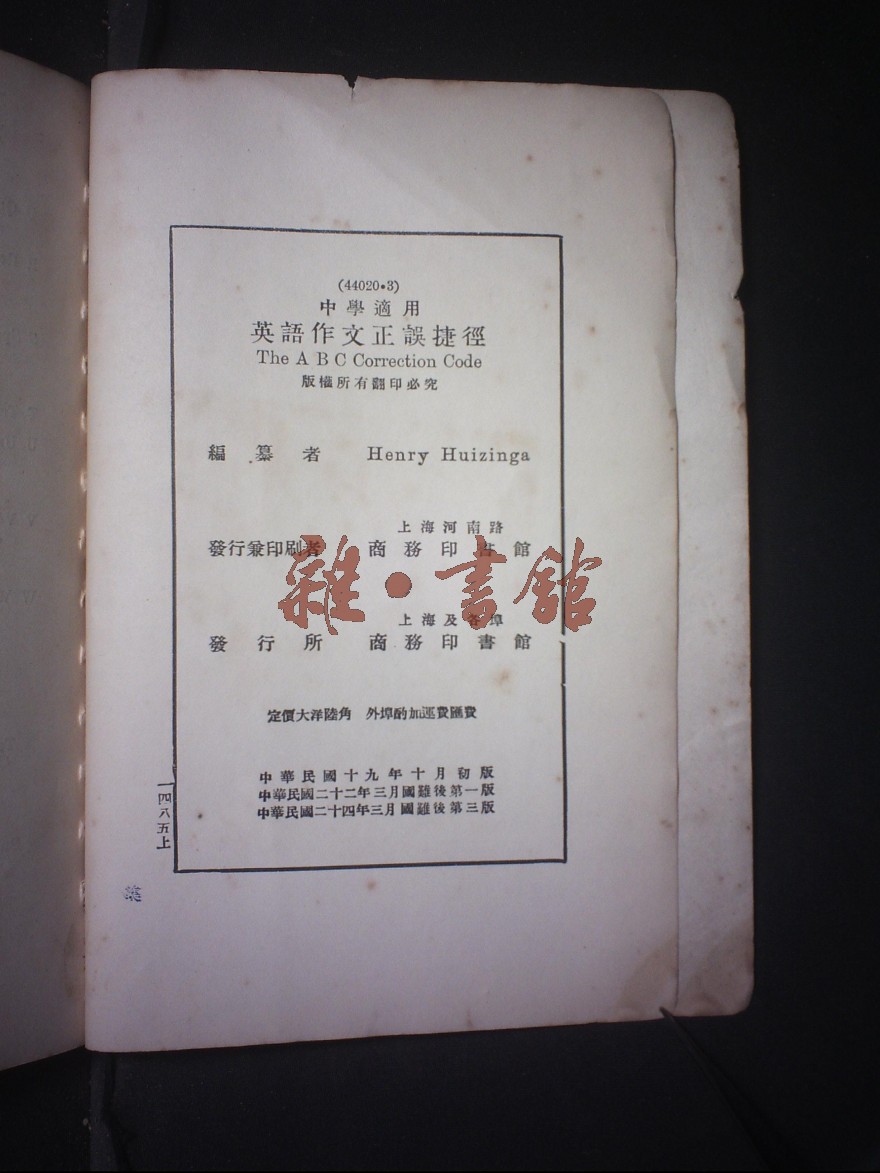 (44020•3)
中學適用
英語作文正誤捷徑
The A B C Correction Code
版權所有翻印必究
編纂者 Henry Huizinga
上海河南路
發行兼印刷者 商務印書館
雜•書館
上海及各埠
發行所 商務印書館
定價大洋陸角 外埠酌加運費匯費
中華民國十九年十月初版
中華民國二十二年三月國難後第一版
中華民國二十四年三月國難後第三版
一四八五上